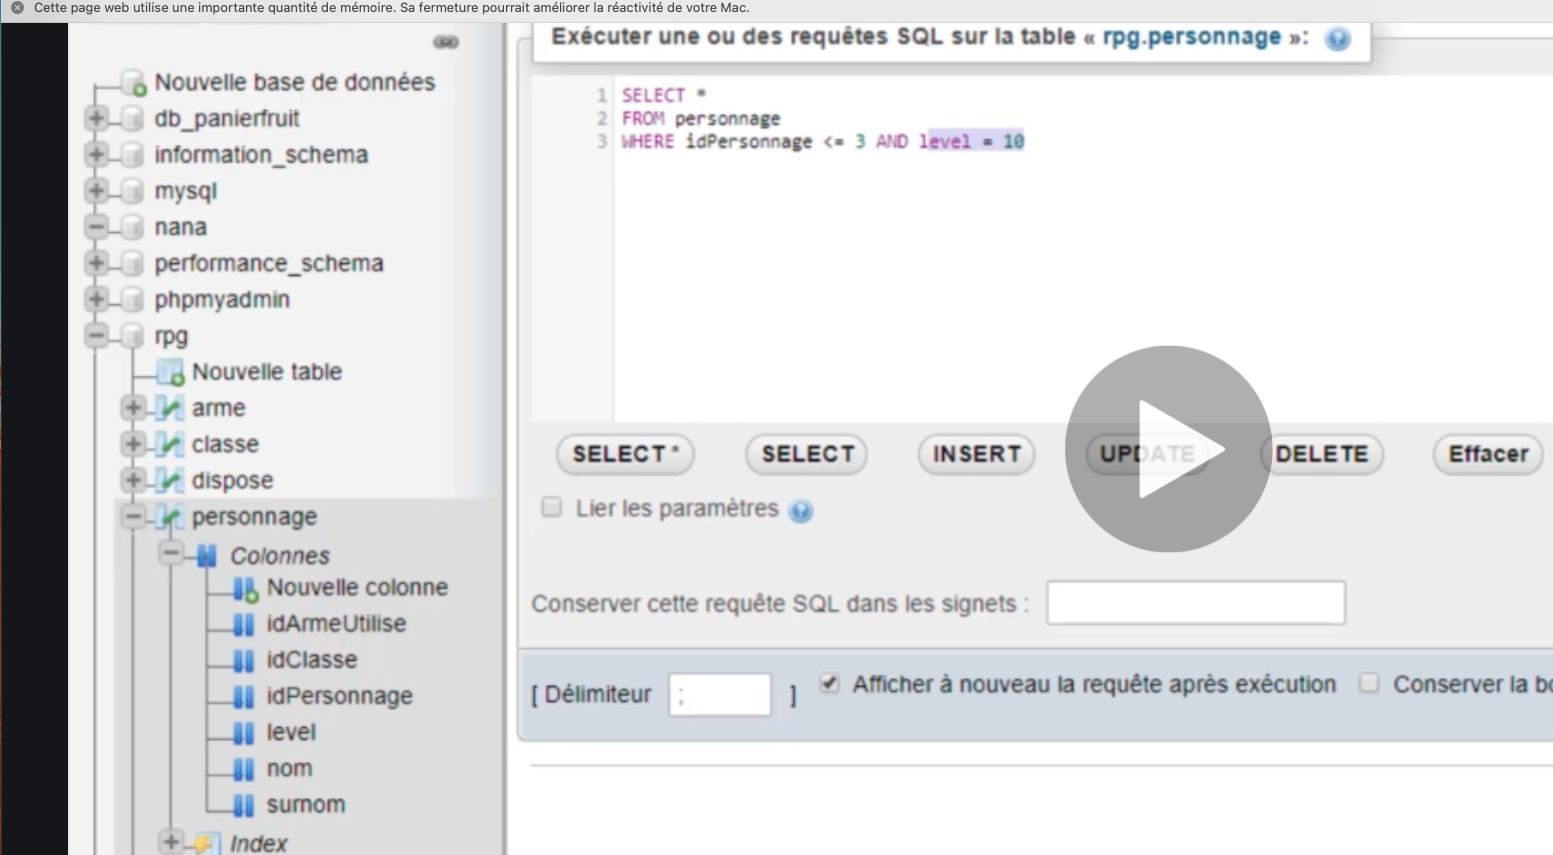 Cette page web utilise une importante quantité de mémoire. Sa fermeture pourrait améliorer la réactivité de votre Mac.
Nouvelle base de données
db_panierfruit
information_schema
mysql
nana
performance_schema
phpmyadmin
rpg
Nouvelle table
arme
classe
dispose
personnage
Colonnes
Nouvelle colonne
idArmeUtilise
idClasse
idPersonnage
level
nom
surnom
Index
Exécuter une ou des requêtes SQL sur la table « rpg.personnage »:
1 SELECT *
2 FROM personnage
3 WHERE idPersonnage <= 3 AND level = 10
SELECT * SELECT INSERT UPDATE DELETE Effacer
Lier les paramètres
Conserver cette requête SQL dans les signets :
[ Délimiteur ; ] Afficher à nouveau la requête après exécution Conserver la bo